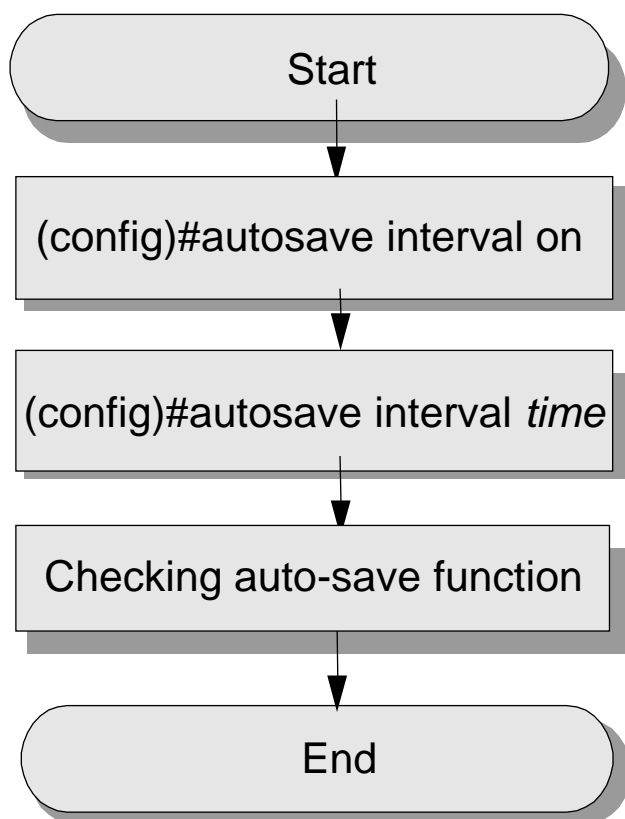 Start
(config)#autosave interval on
(config)#autosave interval time
Checking auto-save function
End